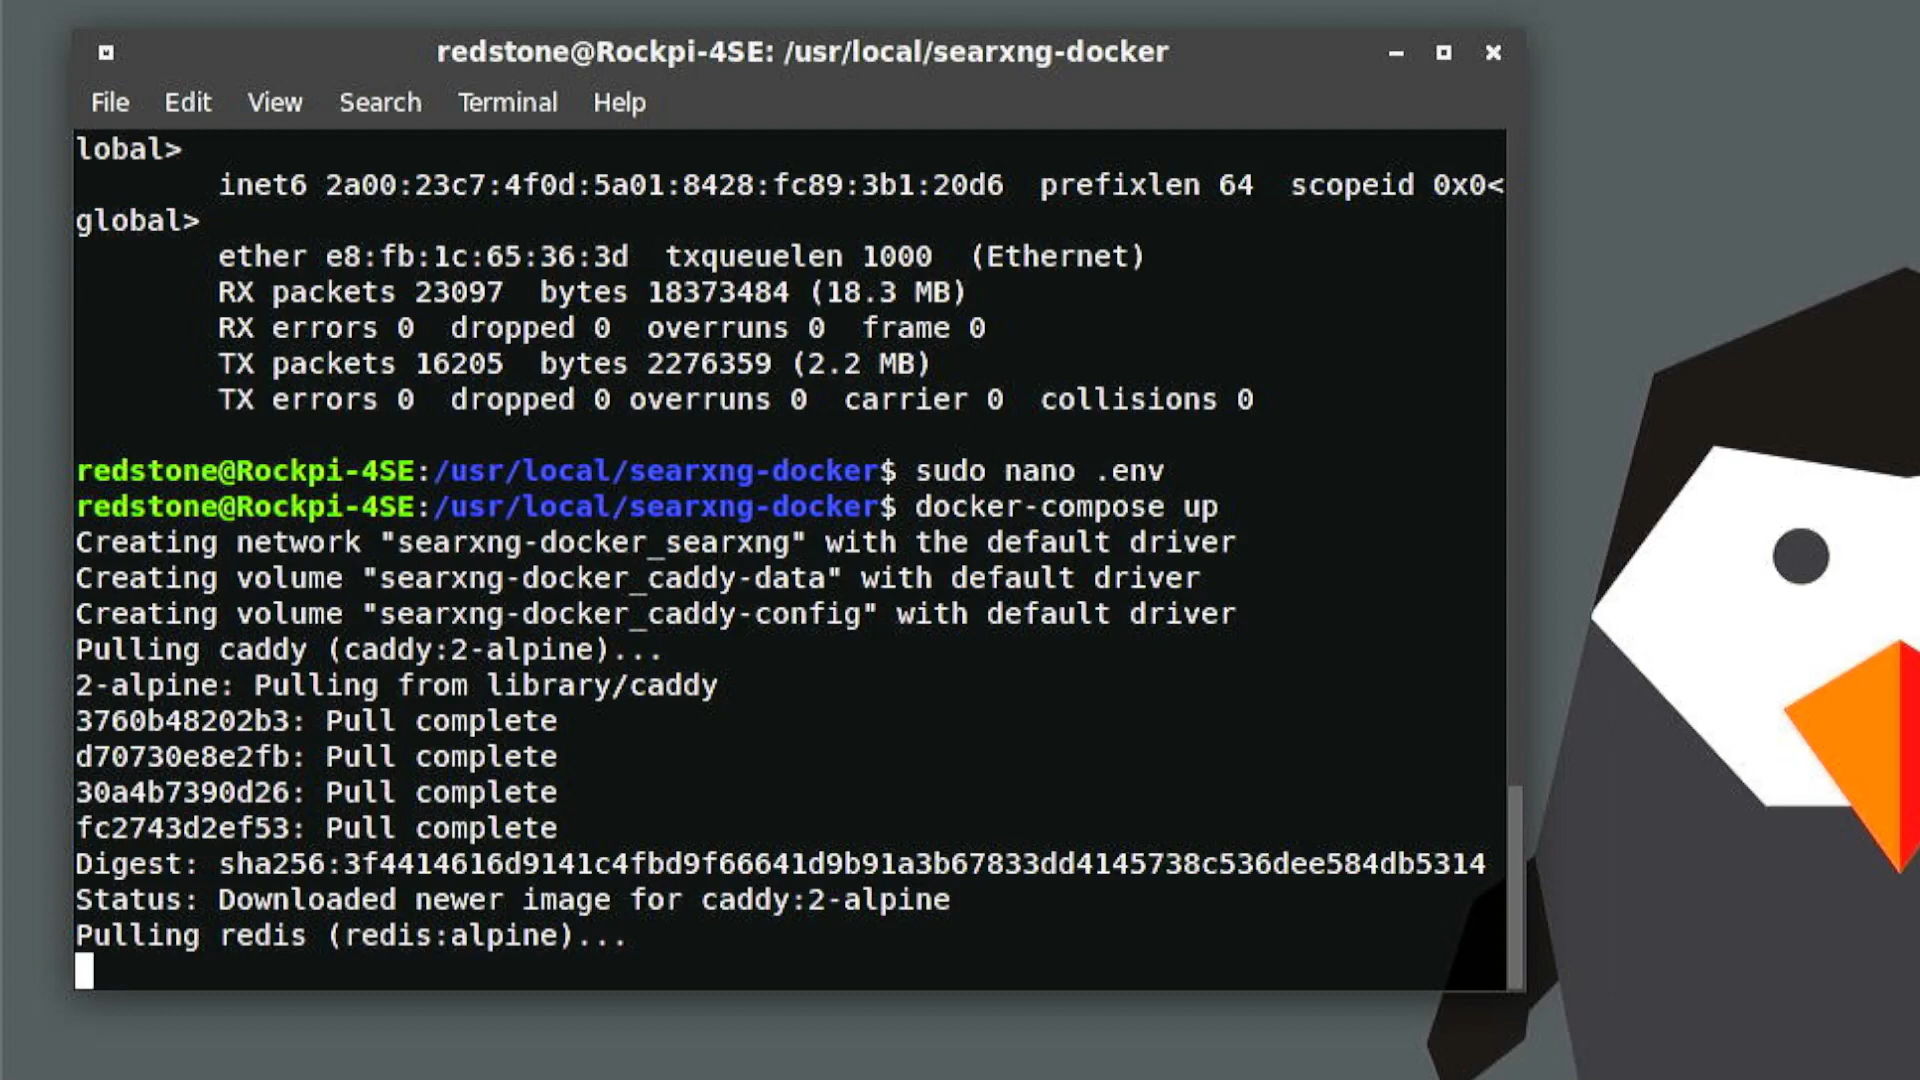 redstone@Rockpi-4SE: /usr/local/searxng-docker
File Edit View Search Terminal Help
lobal>
inet6 2a00:23c7:4f0d:5a01:8428:fc89:3b1:20d6 prefixlen 64 scopeid 0x0<
global>
ether e8:fb:1c:65:36:3d txqueuelen 1000 (Ethernet)
RX packets 23097 bytes 18373484 (18.3 MB)
RX errors 0 dropped 0 overruns 0 frame 0
TX packets 16205 bytes 2276359 (2.2 MB)
TX errors 0 dropped 0 overruns 0 carrier 0 collisions 0
redstone@Rockpi-4SE:/usr/local/searxng-docker$ sudo nano .env
redstone@Rockpi-4SE:/usr/local/searxng-docker$ docker-compose up
Creating network "searxng-docker_searxng" with the default driver
Creating volume "searxng-docker_caddy-data" with default driver
Creating volume "searxng-docker_caddy-config" with default driver
Pulling caddy (caddy:2-alpine)...
2-alpine: Pulling from library/caddy
3760b48202b3: Pull complete
d70730e8e2fb: Pull complete
30a4b7390d26: Pull complete
fc2743d2ef53: Pull complete
Digest: sha256:3f4414616d9141c4fbd9f66641d9b91a3b67833dd4145738c536dee584db5314
Status: Downloaded newer image for caddy:2-alpine
Pulling redis (redis:alpine)...